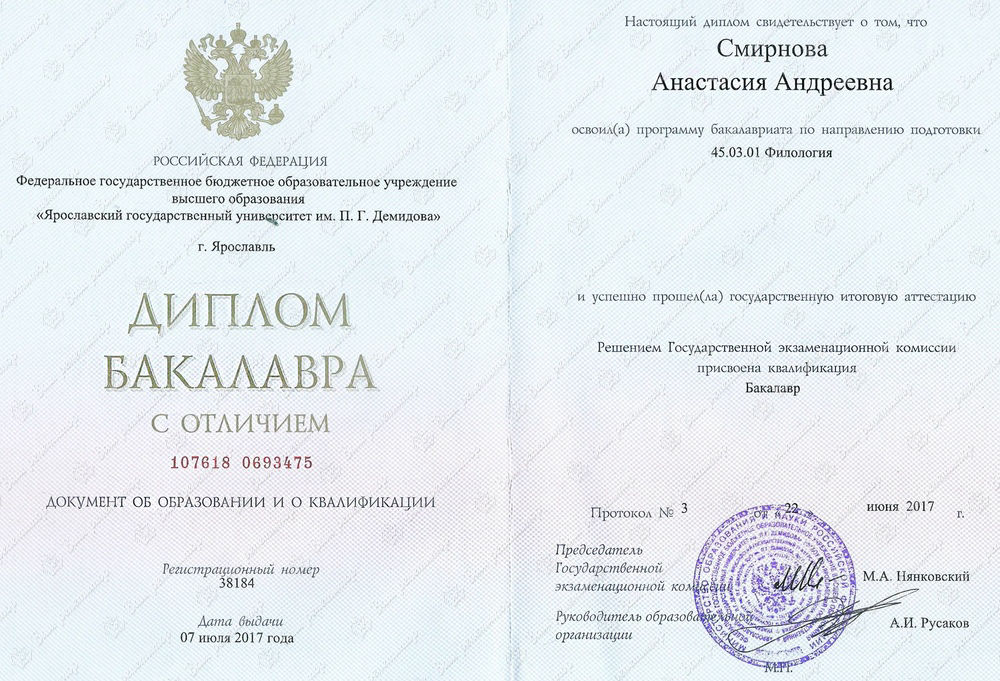 РОССИЙСКАЯ ФЕДЕРАЦИЯ
Федеральное государственное бюджетное образовательное учреждение
высшего образования
«Ярославский государственный университет им. П. Г. Демидова»
г. Ярославль
ДИПЛОМ
БАКАЛАВРА
С ОТЛИЧИЕМ
107618 0693475
ДОКУМЕНТ ОБ ОБРАЗОВАНИИ И О КВАЛИФИКАЦИИ
Регистрационный номер
38184
Дата выдачи
07 июля 2017 года
Настоящий диплом свидетельствует о том, что
Смирнова
Анастасия Андреевна
освоил(а) программу бакалавриата по направлению подготовки
45.03.01 Филология
и успешно прошел(ла) государственную итоговую аттестацию
Решением Государственной экзаменационной комиссии
присвоена квалификация
Бакалавр
Протокол № 3 от 22 июня 2017 г.
Председатель
Государственной
экзаменационной комиссии
М.А. Нянковский
Руководитель образовательной
организации
А.И. Русаков
М.П.